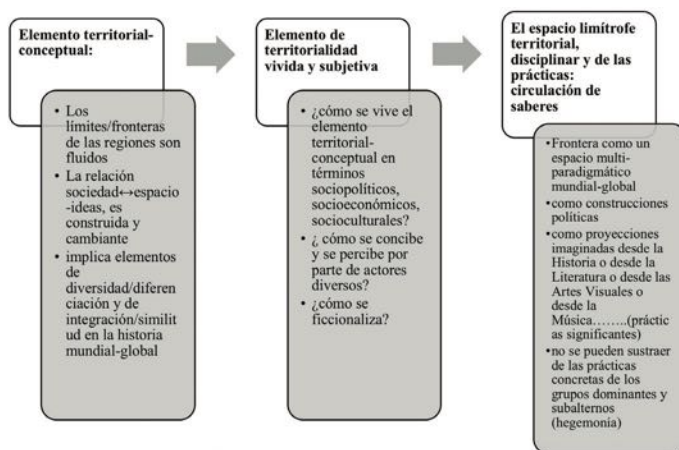 Elemento territorial-
conceptual:
• Los
límites/fronteras
de las regiones son
fluidos
• La relación
sociedad↔espacio
-ideas, es
construida y
cambiante
• implica elementos
de
diversidad/diferen
ciación y de
integración/similit
ud en la historia
mundial-global
Elemento de
territorialidad
vivida y subjetiva
• ¿cómo se vive el
elemento
territorial-
conceptual en
términos
sociopolíticos,
socioeconómicos,
socioculturales?
• ¿ cómo se concibe
y se percibe por
parte de actores
diversos?
• ¿cómo se
ficcionaliza?
El espacio limítrofe
territorial,
disciplinar y de las
prácticas:
circulación de
saberes
•Frontera como un
espacio multi-
paradigmático
mundial-global
•como construcciones
políticas
•como proyecciones
imaginadas desde la
Historia o desde la
Literatura o desde las
Artes Visuales o
desde la
Música……..(práctic
as significantes)
•no se pueden sustraer
de las prácticas
concretas de los
grupos dominantes y
subalternos
(hegemonía)